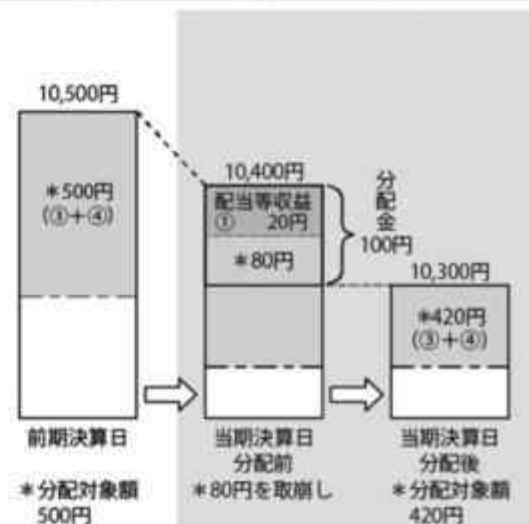 10,500円
*500円
(③+④)
前期決算日
*分配対象額
500円
10,400円
配当等収益
① 20円
*80円
分配金
100円
当期決算日
分配前
*80円を取崩し
10,300円
*420円
(③+④)
当期決算日
分配後
*分配対象額
420円